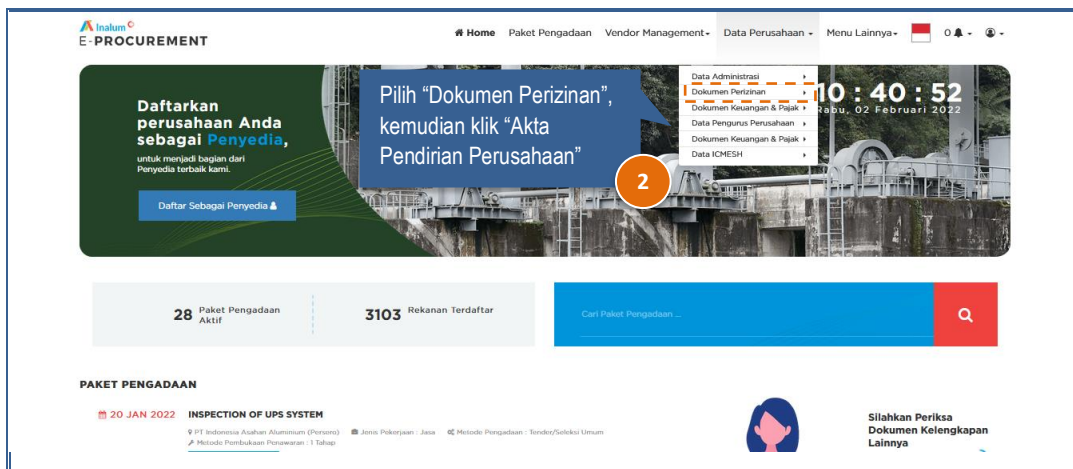 Inalum
E-PROCUREMENT
Home Paket Pengadaan Vendor Management Data Perusahaan Menu Lainnya 0
Daftarkan
perusahaan Anda
sebagai Penyedia,
untuk menjadi bagian dari
Penyedia terbaik kami.
Daftar Sebagai Penyedia
Pilih “Dokumen Perizinan”,
kemudian klik “Akta
Pendirian Perusahaan”
2
Data Administrasi
Dokumen Perizinan
Dokumen Keuangan & Pajak
Data Pengurus Perusahaan
Dokumen Keuangan & Pajak
Data ICMESH
10 : 40 : 52
Rabu, 02 Februari 2022
28 Paket Pengadaan
Aktif
3103 Rekanan Terdaftar
Cari Paket Pengadaan ...
PAKET PENGADAAN
20 JAN 2022 INSPECTION OF UPS SYSTEM
PT Indonesia Asahan Aluminium (Persero) Jenis Pekerjaan : Jasa Metode Pengadaan : Tender/Seleksi Umum
Metode Pembukaan Penawaran : 1 Tahap
Silahkan Periksa
Dokumen Kelengkapan
Lainnya